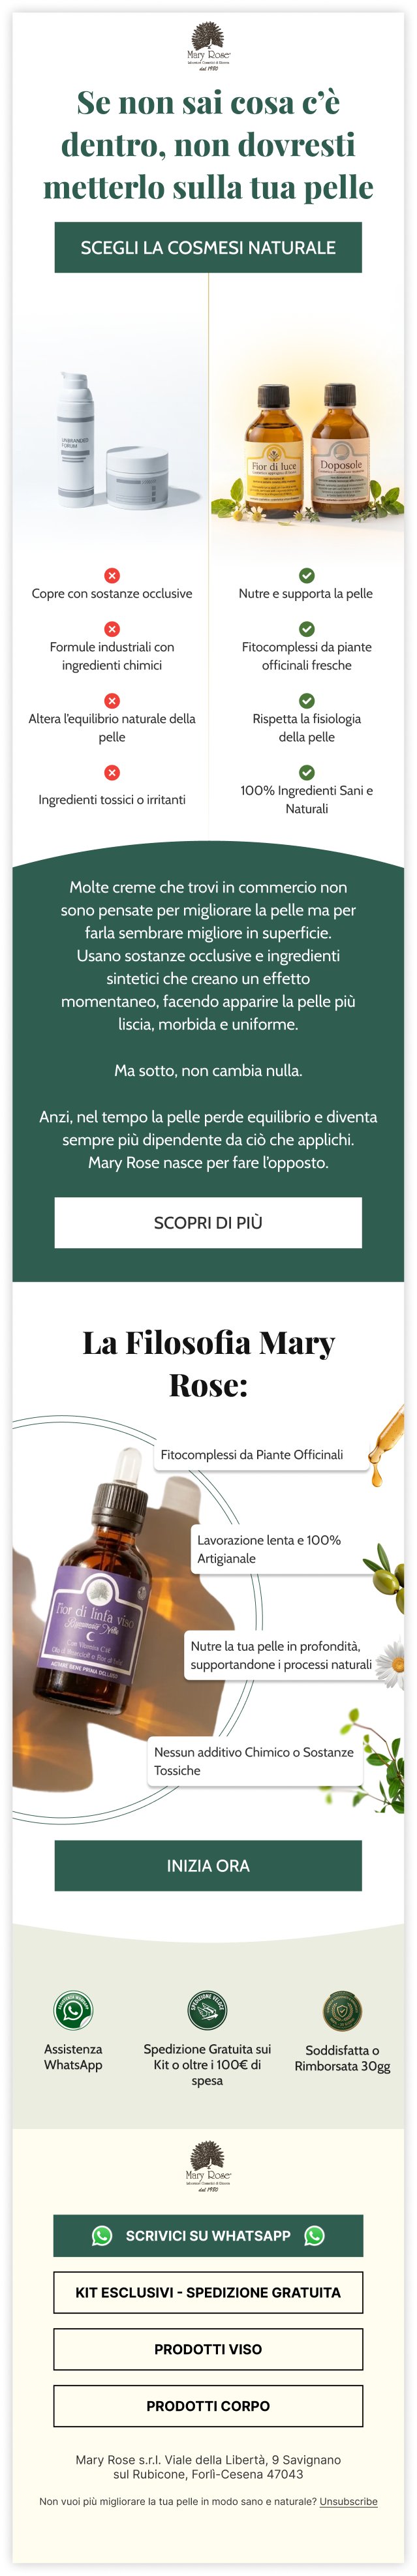 Mary Rose
dal 1980
Se non sai cosa c’è
dentro, non dovresti
metterlo sulla tua pelle
SCEGLI LA COSMESI NATURALE
UNBRANDED
Fior di luce
Doposole
Copre con sostanze occlusive
Nutre e supporta la pelle
Formule industriali con
ingredienti chimici
Fitocomplessi da piante
officinali fresche
Altera l’equilibrio naturale della
pelle
Rispetta la fisiologia
della pelle
Ingredienti tossici o irritanti
100% Ingredienti Sani e
Naturali
Molte creme che trovi in commercio non
sono pensate per migliorare la pelle ma per
farla sembrare migliore in superficie.
Usano sostanze occlusive e ingredienti
sintetici che creano un effetto
momentaneo, facendo apparire la pelle più
liscia, morbida e uniforme.
Ma sotto, non cambia nulla.
Anzi, nel tempo la pelle perde equilibrio e diventa
sempre più dipendente da ciò che applichi.
Mary Rose nasce per fare l’opposto.
SCOPRI DI PIÙ
La Filosofia Mary
Rose:
Fitocomplessi da Piante Officinali
Lavorazione lenta e 100%
Artigianale
Nutre la tua pelle in profondità,
supportandone i processi naturali
Nessun additivo Chimico o Sostanze
Tossiche
Fior di linfa viso
INIZIA ORA
Assistenza
WhatsApp
Spedizione Gratuita sui
Kit o oltre i 100€ di
spesa
Soddisfatta o
Rimborsata 30gg
Mary Rose
dal 1980
SCRIVICI SU WHATSAPP
KIT ESCLUSIVI - SPEDIZIONE GRATUITA
PRODOTTI VISO
PRODOTTI CORPO
Mary Rose s.r.l. Viale della Libertà, 9 Savignano
sul Rubicone, Forlì-Cesena 47043
Non vuoi più migliorare la tua pelle in modo sano e naturale? Unsubscribe